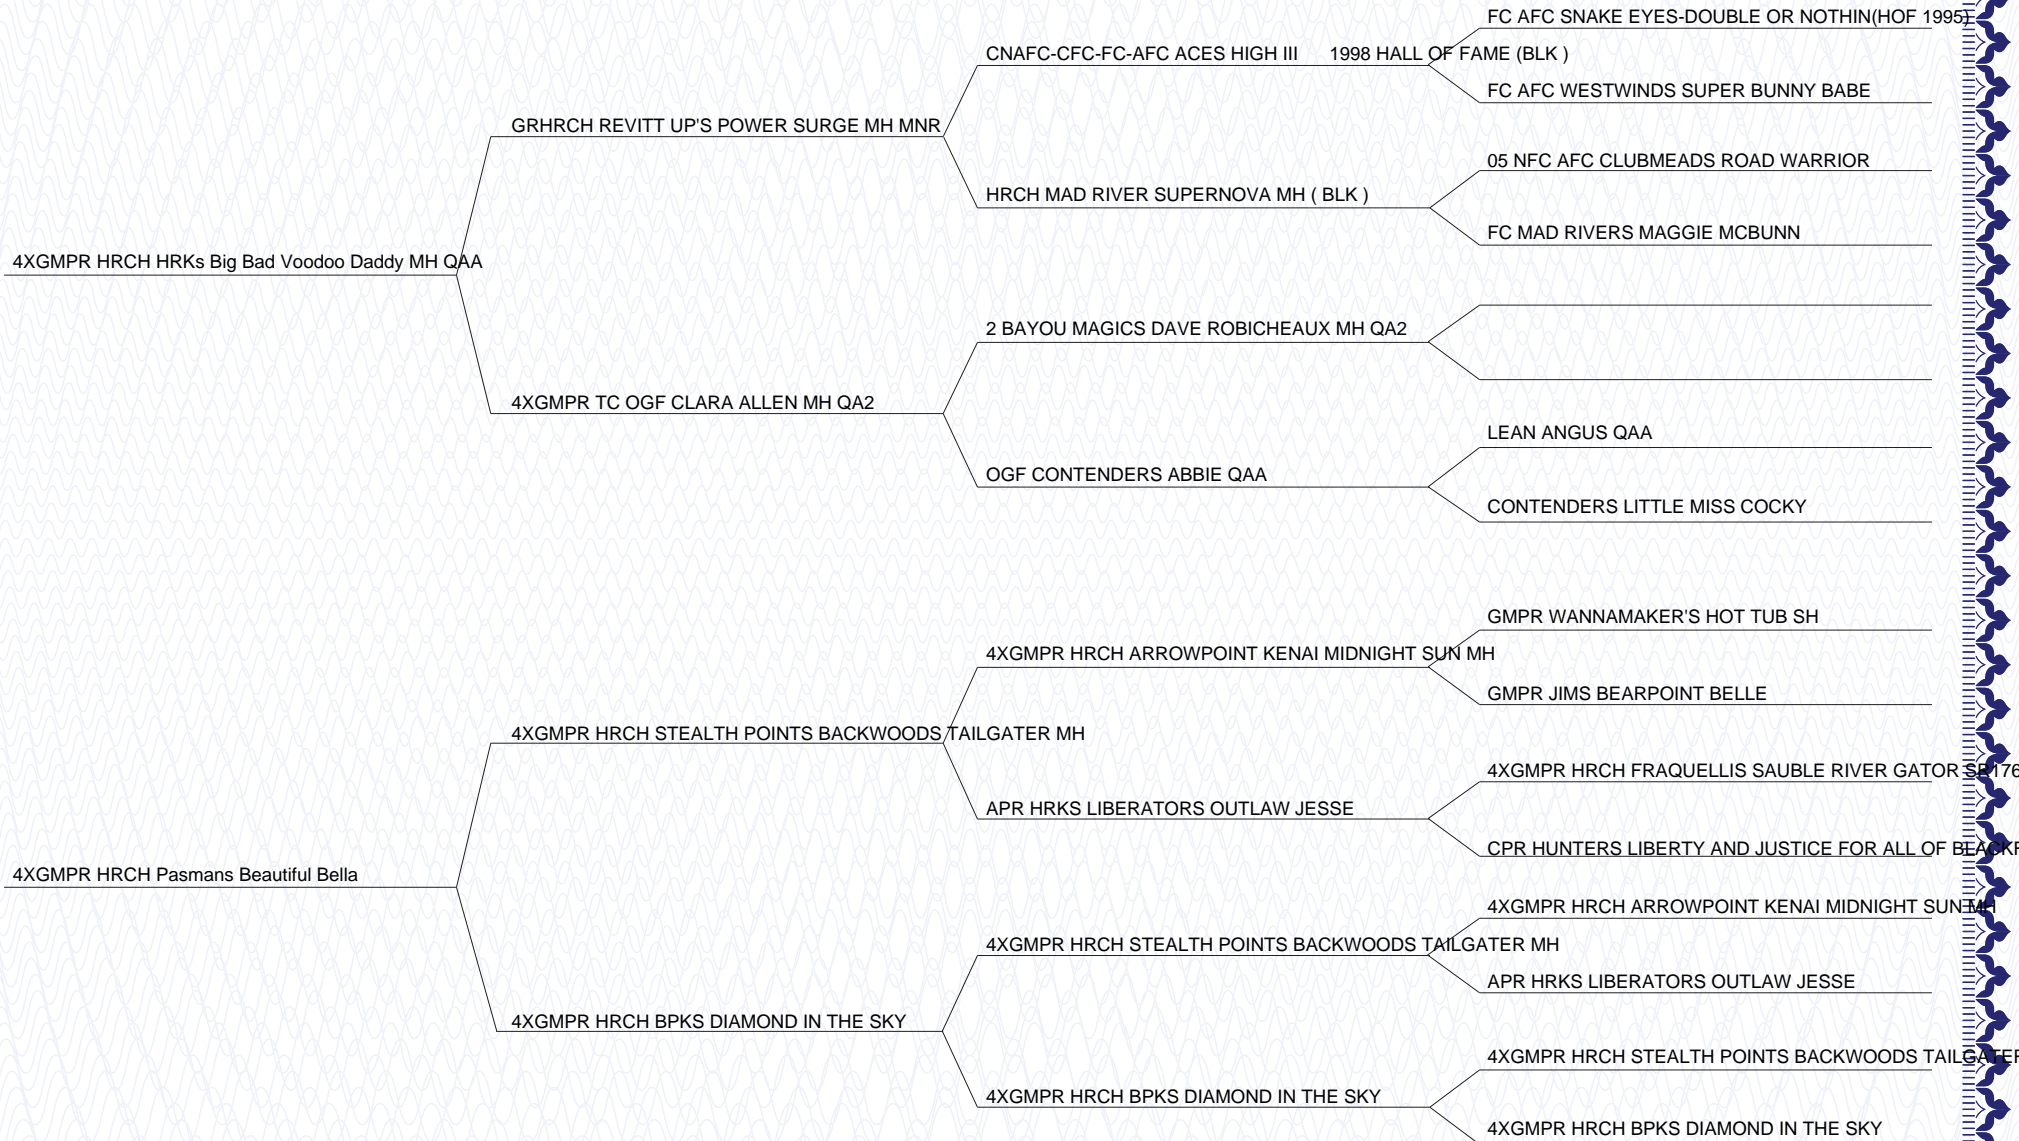 FC AFC SNAKE EYES-DOUBLE OR NOTHIN(HOF 1995)
CNAFC-CFC-FC-AFC ACES HIGH III 1998 HALL OF FAME (BLK )
FC AFC WESTWINDS SUPER BUNNY BABE
GRHRCH REVITT UP'S POWER SURGE MH MNR
05 NFC AFC CLUBMEADS ROAD WARRIOR
HRCH MAD RIVER SUPERNOVA MH ( BLK )
FC MAD RIVERS MAGGIE MCBUNN
4XGMPR HRCH HRKs Big Bad Voodoo Daddy MH QAA
2 BAYOU MAGICS DAVE ROBICHEAUX MH QA2
4XGMPR TC OGF CLARA ALLEN MH QA2
LEAN ANGUS QAA
OGF CONTENDERS ABBIE QAA
CONTENDERS LITTLE MISS COCKY
GMPR WANNAMAKER'S HOT TUB SH
4XGMPR HRCH ARROWPOINT KENAI MIDNIGHT SUN MH
GMPR JIMS BEARPOINT BELLE
4XGMPR HRCH STEALTH POINTS BACKWOODS TAILGATER MH
4XGMPR HRCH FRAQUELLIS SAUBLE RIVER GATOR SR176
APR HRKS LIBERATORS OUTLAW JESSE
CPR HUNTERS LIBERTY AND JUSTICE FOR ALL OF
4XGMPR HRCH Pasmans Beautiful Bella
4XGMPR HRCH ARROWPOINT KENAI MIDNIGHT SUN MH
4XGMPR HRCH STEALTH POINTS BACKWOODS TAILGATER MH
APR HRKS LIBERATORS OUTLAW JESSE
4XGMPR HRCH BPKS DIAMOND IN THE SKY
4XGMPR HRCH STEALTH POINTS BACKWOODS TAILGATER
4XGMPR HRCH BPKS DIAMOND IN THE SKY
4XGMPR HRCH BPKS DIAMOND IN THE SKY